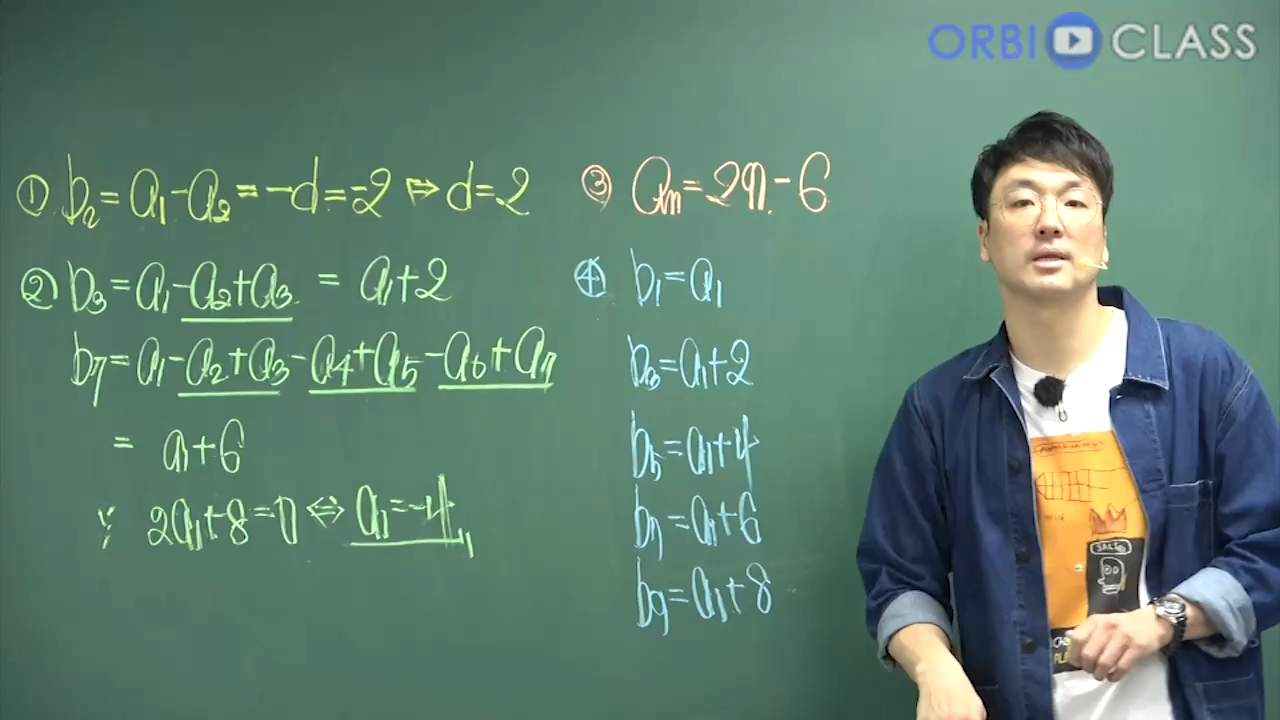 ORBI CLASS
① b₂ = a₁ - a₂ = -d = -2 ⇔ d = 2
② b₃ = a₁ - a₂ + a₃ = a₁ + 2
b₇ = a₁ - a₂ + a₃ - a₄ + a₅ - a₆ + a₇
= a₁ + 6
∵ 2a₁ + 8 = 0 ⇔ a₁ = -4
③ aₙ = 2n - 6
④ b₁ = a₁
b₃ = a₁ + 2
b₅ = a₁ + 4
b₇ = a₁ + 6
b₉ = a₁ + 8
SALT